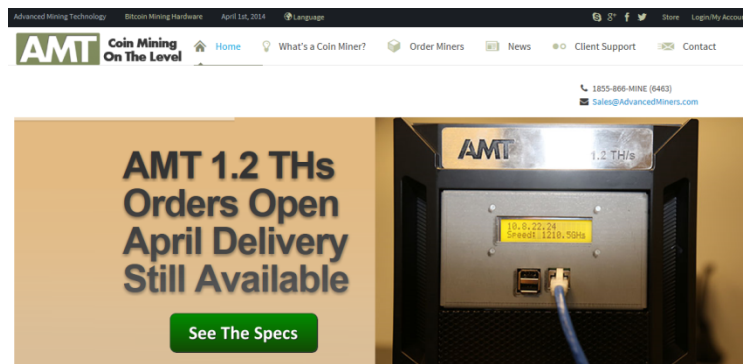 Advanced Mining Technology Bitcoin Mining Hardware April 1st, 2014 Language Store Login/My Accou
AMT Coin Mining
On The Level
Home What's a Coin Miner? Order Miners News Client Support Contact
1855-866-MINE (6463)
Sales@AdvancedMiners.com
AMT 1.2 THs
Orders Open
April Delivery
Still Available
See The Specs
AMT 1.2 TH/s
10.8.22.24
Speed: 1210.5GHs